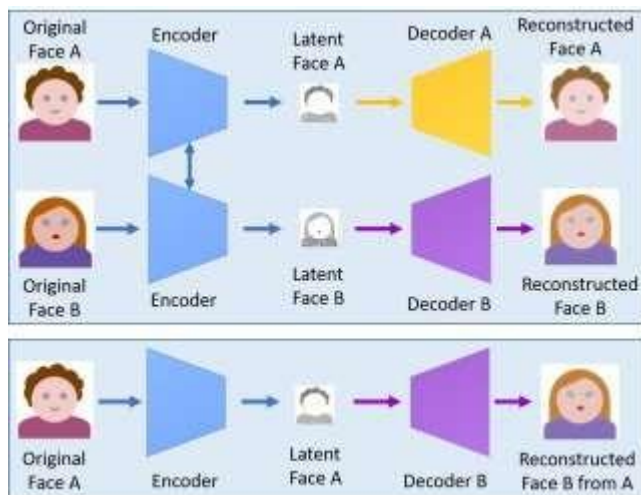 Original
Face A
Encoder
Latent
Face A
Decoder A
Reconstructed
Face A
Original
Face B
Encoder
Latent
Face B
Decoder B
Reconstructed
Face B
Original
Face A
Encoder
Latent
Face A
Decoder B
Reconstructed
Face B from A